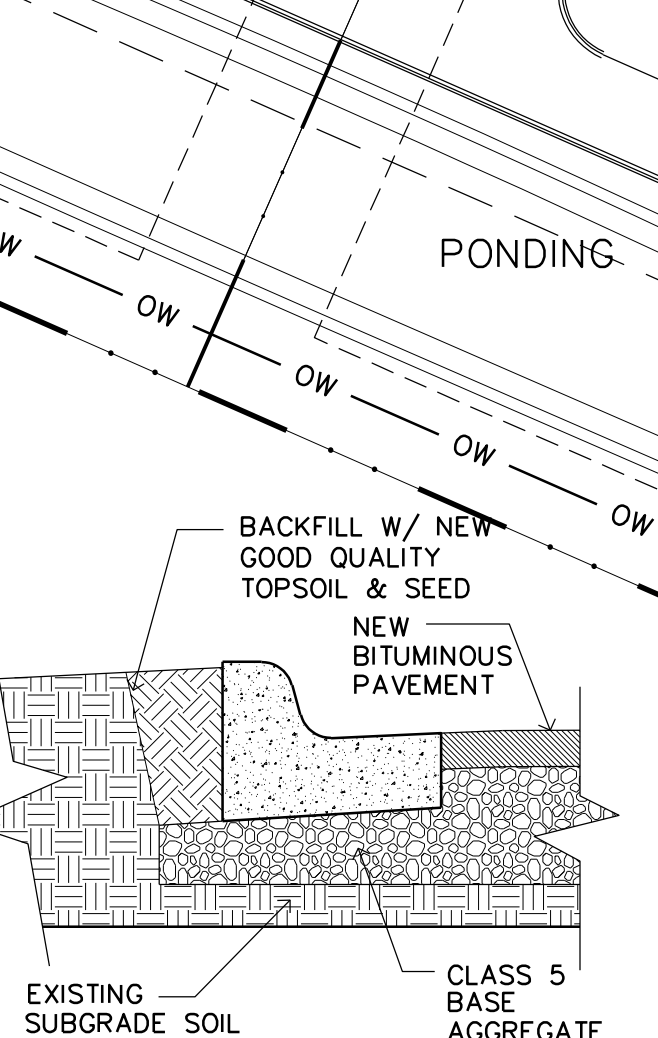 PONDING
W
OW
OW
OW
OW
BACKFILL W/ NEW
GOOD QUALITY
TOPSOIL & SEED
NEW
BITUMINOUS
PAVEMENT
EXISTING
SUBGRADE SOIL
CLASS 5
BASE
AGGREGATE